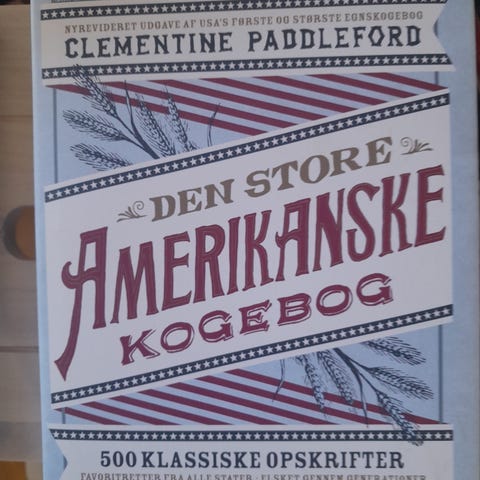 NYREVIDERET UDGAVE AF USA'S FØRSTE OG STØRSTE EGNSKOGEBOG
CLEMENTINE PADDLEFORD
DEN STORE
AMERIKANSKE
KOGEBOG
500 KLASSISKE OPSKRIFTER
FAVORITRETTER FRA ALLE STATER · ELSKET GENNEM GENERATIONER